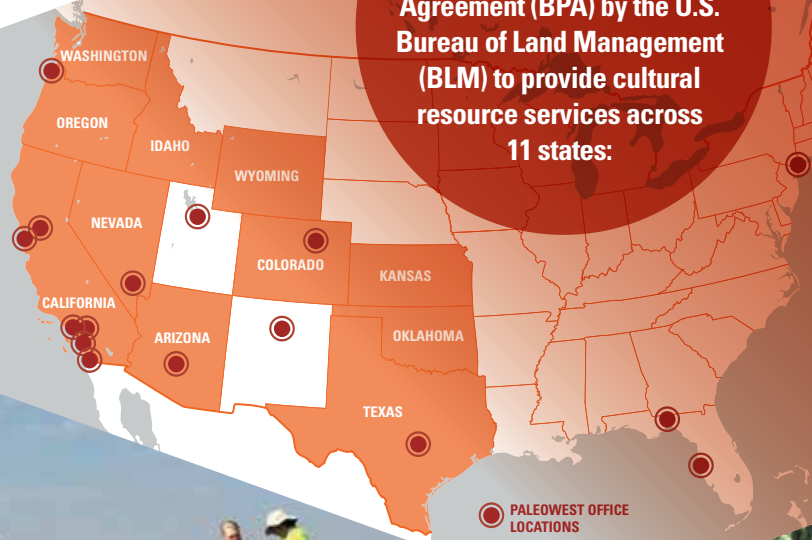 Agreement (BPA) by the U.S.
Bureau of Land Management
(BLM) to provide cultural
resource services across
11 states:
WASHINGTON
OREGON
IDAHO
WYOMING
NEVADA
COLORADO
KANSAS
CALIFORNIA
ARIZONA
OKLAHOMA
TEXAS
PALEOWEST OFFICE
LOCATIONS